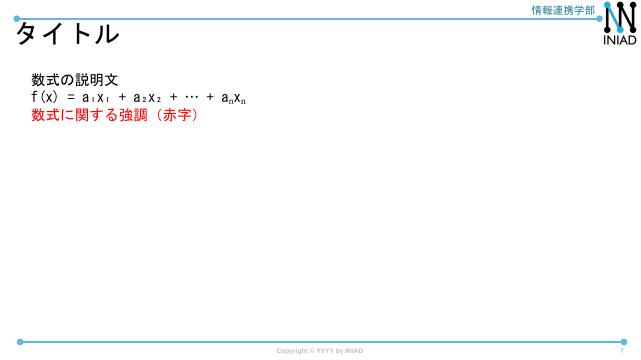 情報連携学部
INIAD
タイトル
数式の説明文
f(x) = a₁x₁ + a₂x₂ + ⋯ + aₙxₙ
数式に関する強調（赤字）
Copyright © YYYY by INIAD
7